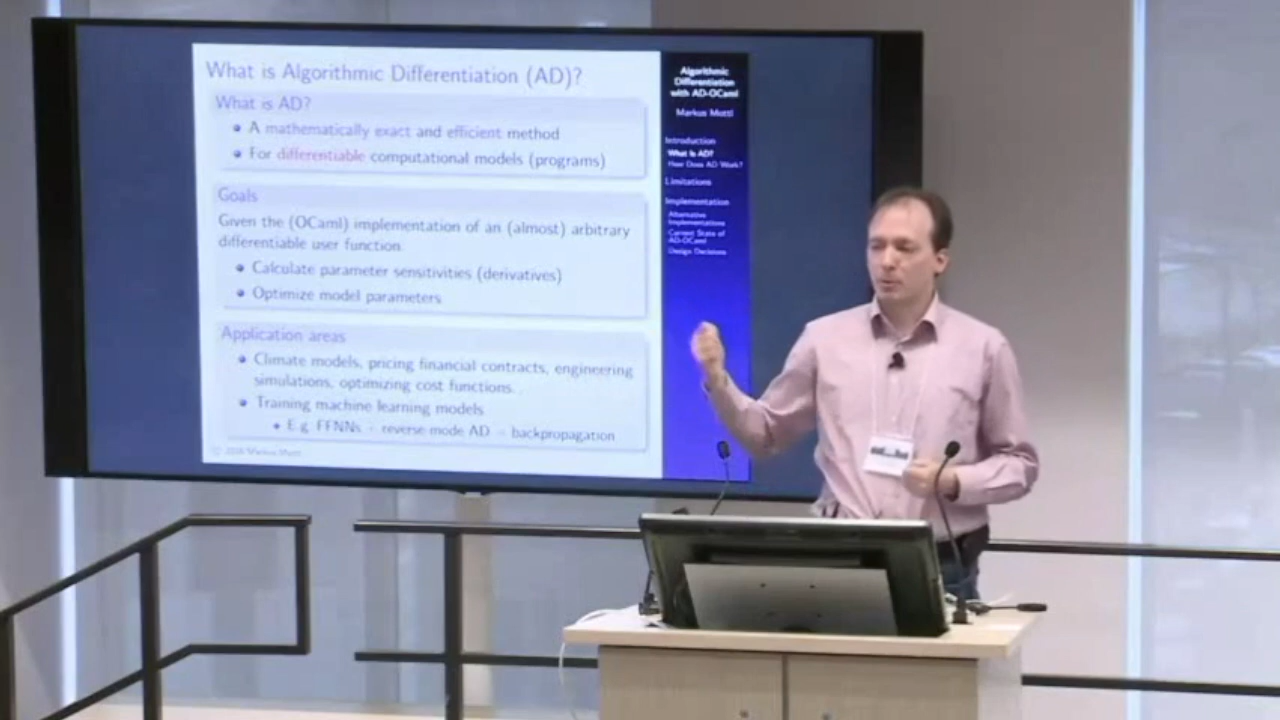 What is Algorithmic Differentiation (AD)?
What is AD?
A mathematically exact and efficient method
For differentiable computational models (programs)
Goals
Given the (OCaml) implementation of an (almost) arbitrary
differentiable user function
Calculate parameter sensitivities (derivatives)
Optimize model parameters
Application areas
Climate models, pricing financial contracts, engineering
simulations, optimizing cost functions.
Training machine learning models
E.g. FFNNs - reverse mode AD - backpropagation
Markus Mottl
Algorithmic
Differentiation
with AD-OCaml
Markus Mottl
Introduction
What is AD?
How Does AD Work?
Limitations
Implementation
Alternative
Implementations
Current State of
AD-OCaml
Design Decisions